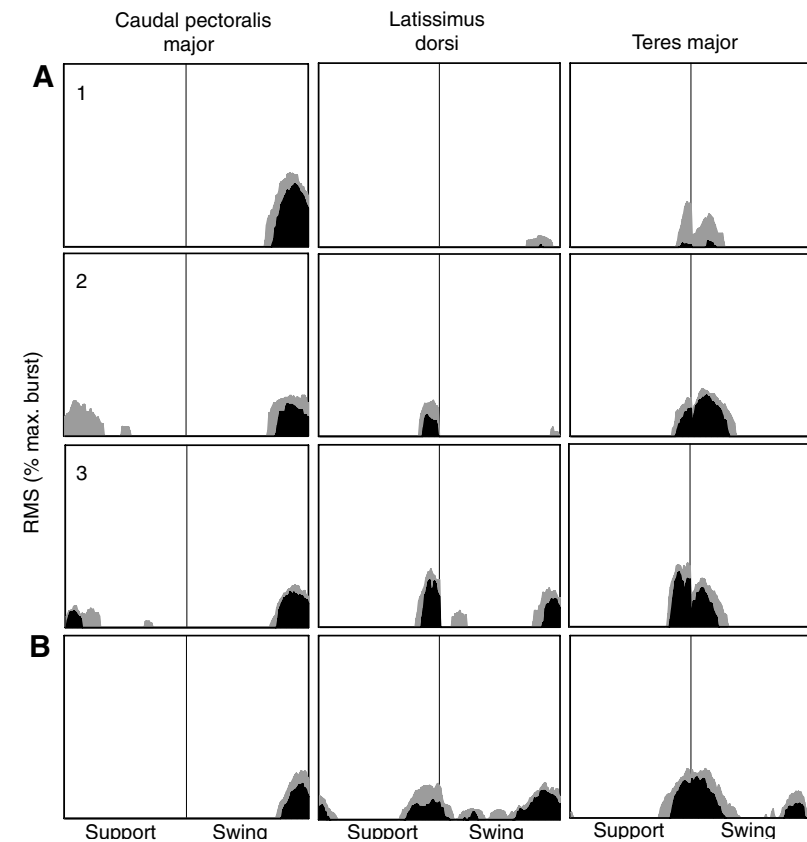 Caudal pectoralis
major
Latissimus
dorsi
Teres major
A
1
2
RMS (% max. burst)
3
B
Support
Swing
Support
Swing
Support
Swing